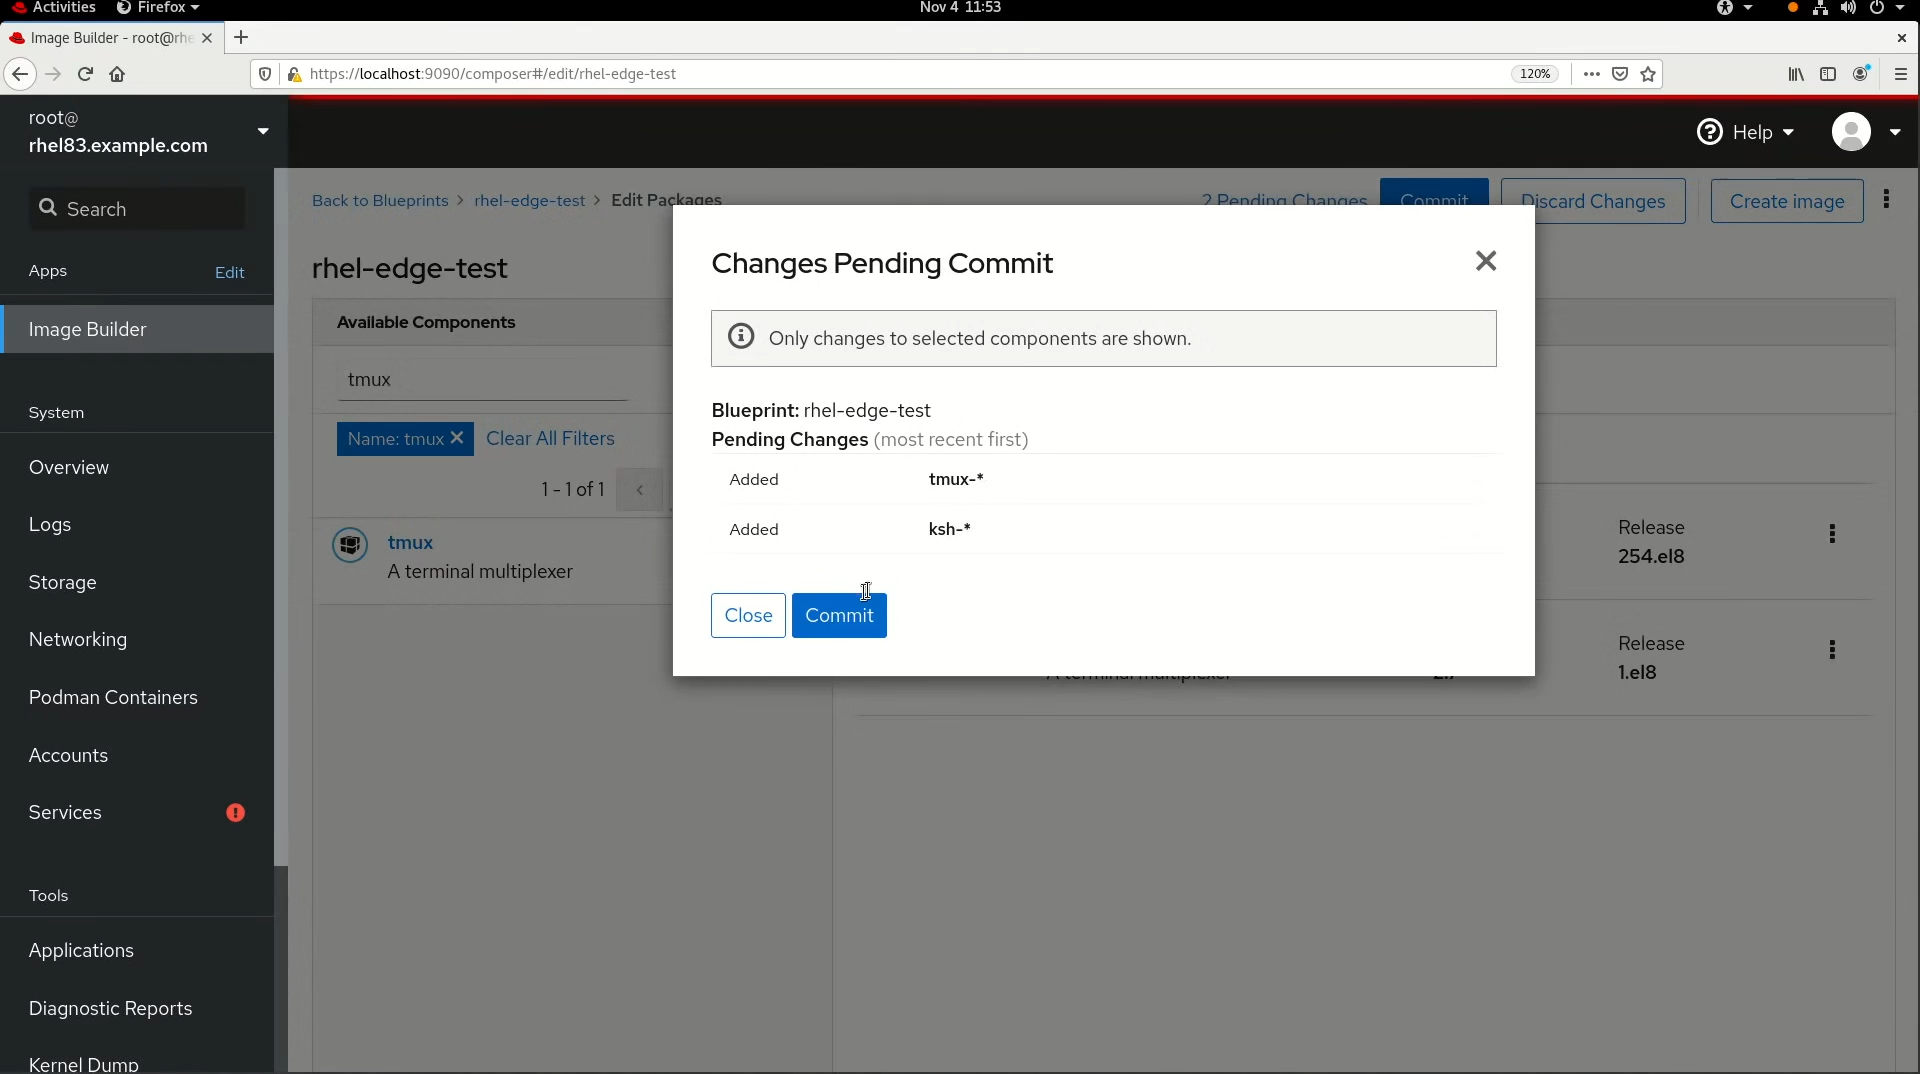 Activities Firefox Nov 4 11:53
Image Builder - root@rhe
https://localhost:9090/composer#/edit/rhel-edge-test 120%
root@
rhel83.example.com
Help
Search
Back to Blueprints > rhel-edge-test > Edit Packages 2 Pending Changes Commit Discard Changes Create image
Apps Edit
rhel-edge-test
Changes Pending Commit
Image Builder
Available Components
Only changes to selected components are shown.
tmux
System
Blueprint: rhel-edge-test
Name: tmux Clear All Filters
Pending Changes (most recent first)
Overview
1 - 1 of 1
Added tmux-*
Logs
Added ksh-*
Release
254.el8
tmux
A terminal multiplexer
Storage
Close Commit
Networking
Release
1.el8
A terminal multiplexer
Podman Containers
Accounts
Services
Tools
Applications
Diagnostic Reports
Kernel Dump